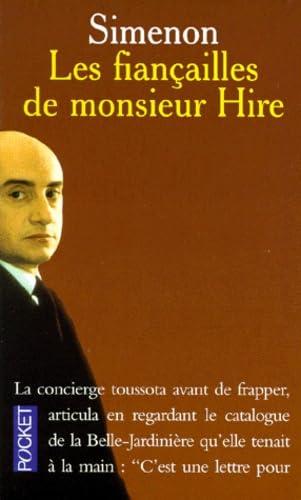 Simenon
Les fiançailles
de monsieur Hire
La concierge toussota avant de frapper,
articula en regardant le catalogue
de la Belle-Jardinière qu'elle tenait
à la main : “C'est une lettre pour
POCKET